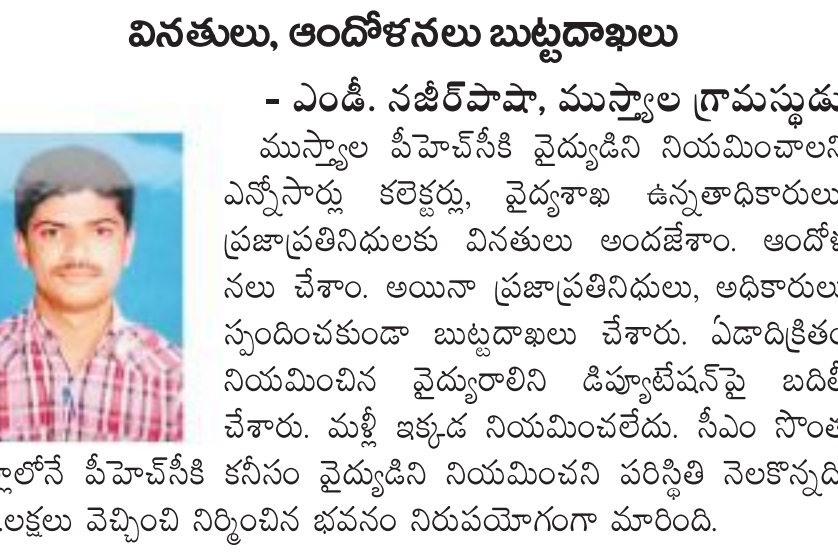 వినతులు, ఆందోళనలు బుట్టదాఖలు
- ఎండీ. నజీర్‌పాషా, ముస్త్యాల గ్రామస్థుడు
ముస్త్యాల పీహెచ్‌సీకి వైద్యుడిని నియమించాలని
ఎన్నోసార్లు కలెక్టర్లు, వైద్యశాఖ ఉన్నతాధికారులు
ప్రజాప్రతినిధులకు వినతులు అందజేశాం. ఆందోళ
నలు చేశాం. అయినా ప్రజాప్రతినిధులు, అధికారులు
స్పందించకుండా బుట్టదాఖలు చేశారు. ఏడాదిక్రితం
నియమించిన వైద్యురాలిని డిప్యూటేషన్‌పై బదిలీ
చేశారు. మళ్లీ ఇక్కడ నియమించలేదు. సీఎం సొంత
ల్లాలోనే పీహెచ్‌సీకి కనీసం వైద్యుడిని నియమించని పరిస్థితి నెలకొన్నది
.లక్షలు వెచ్చించి నిర్మించిన భవనం నిరుపయోగంగా మారింది.